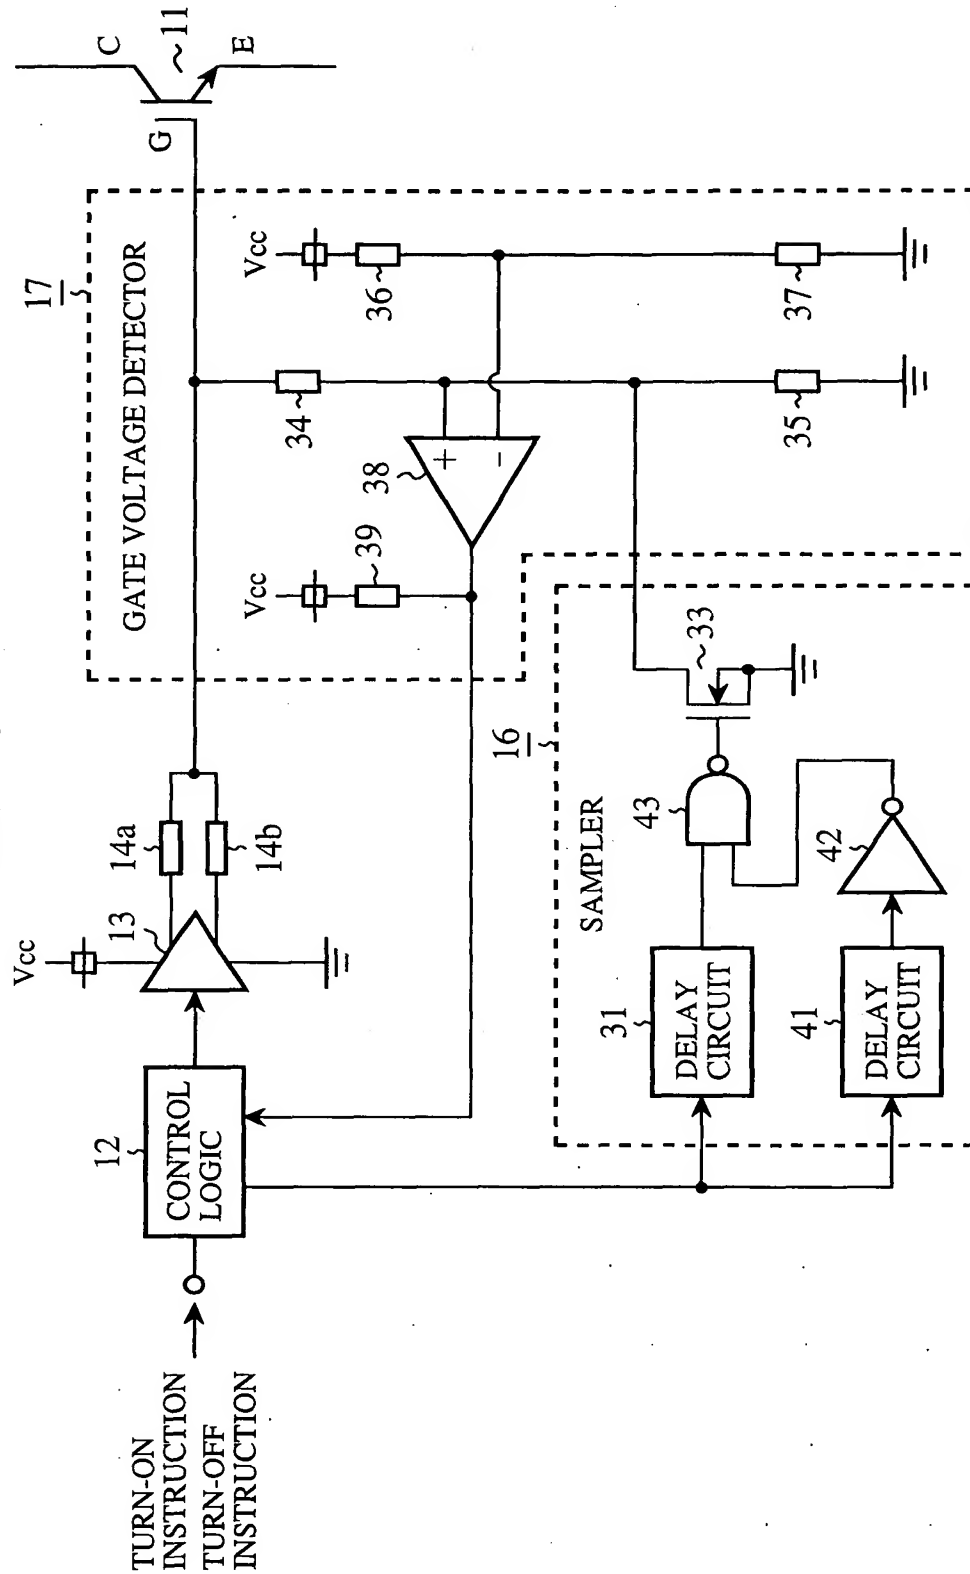 TURN-ON
INSTRUCTION
TURN-OFF
INSTRUCTION
12
CONTROL
LOGIC
Vcc
13
14a
14b
17
GATE VOLTAGE DETECTOR
G
C
11
E
Vcc
39
38
+
-
34
Vcc
36
35
37
16
SAMPLER
31
DELAY
CIRCUIT
41
DELAY
CIRCUIT
43
42
33